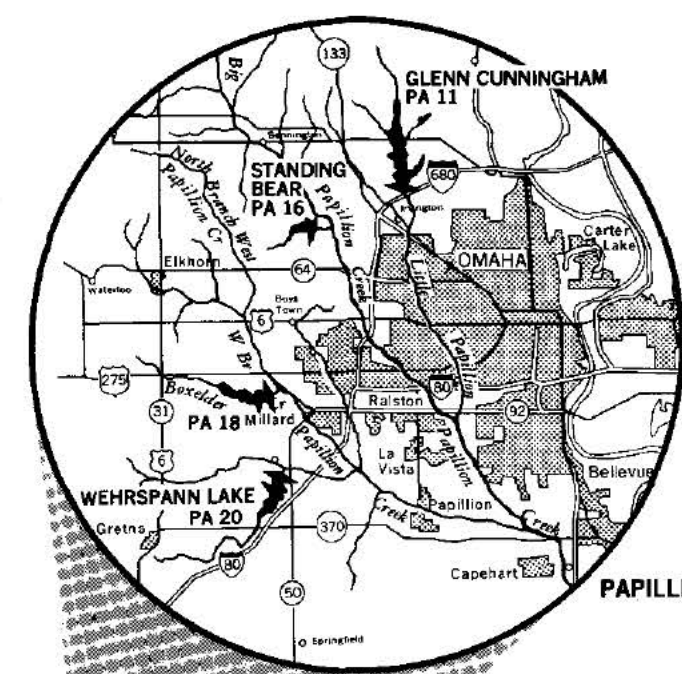 133
GLENN CUNNINGHAM
PA 11
Big
Bennington
680
North Branch West
Papillion Cr
STANDING
BEAR
PA 16
Papillion
Creek
Irvington
Carter
Lake
Elkhorn
64
OMAHA
Little
Papillion
Waterloo
Boys
Town
6
W Br
275
Boxelder
Cr
80
Ralston
31
PA 18
Millard
92
Papillion
Papillion
La
Vista
6
Bellevue
WEHRSPANN LAKE
PA 20
Creek
Papillion
Creek
Gretna
370
80
Capehart
50
PAPILLI
Springfield